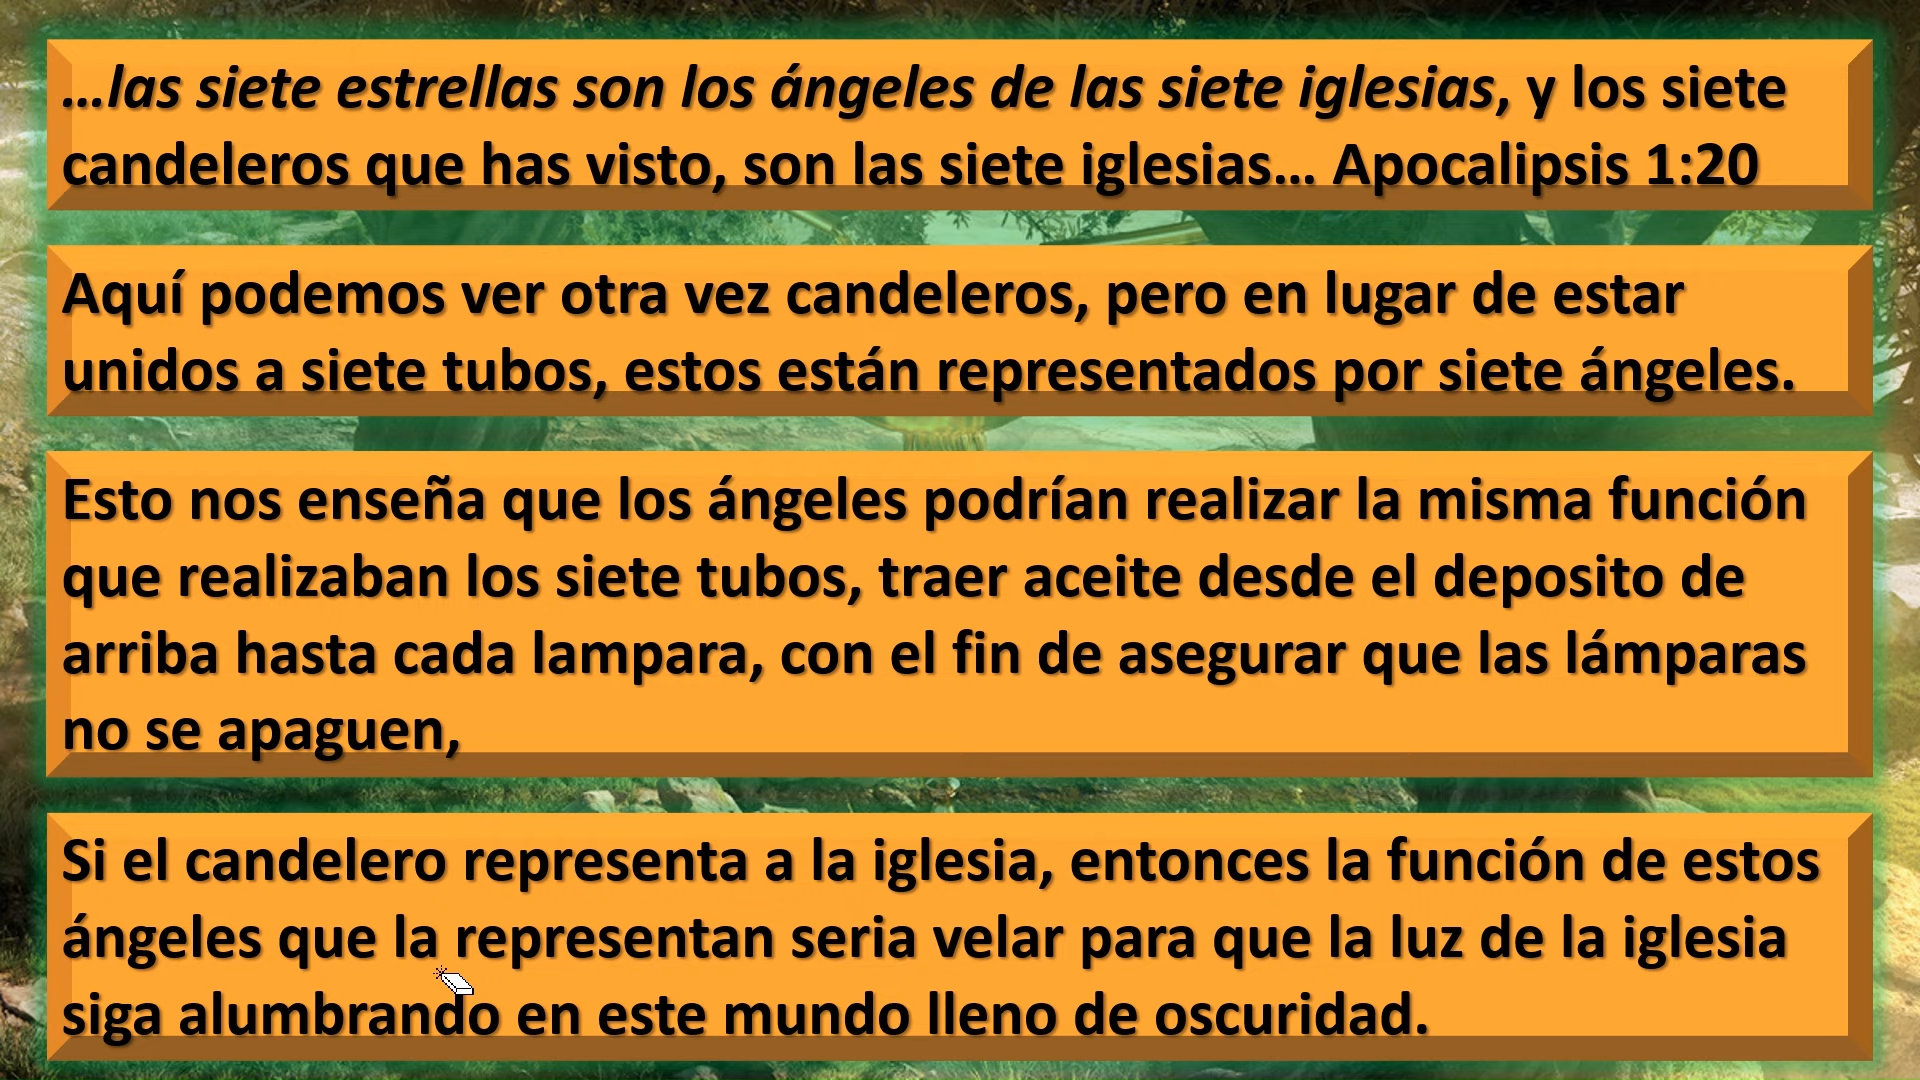 …las siete estrellas son los ángeles de las siete iglesias, y los siete
candeleros que has visto, son las siete iglesias… Apocalipsis 1:20
Aquí podemos ver otra vez candeleros, pero en lugar de estar
unidos a siete tubos, estos están representados por siete ángeles.
Esto nos enseña que los ángeles podrían realizar la misma función
que realizaban los siete tubos, traer aceite desde el deposito de
arriba hasta cada lampara, con el fin de asegurar que las lámparas
no se apaguen,
Si el candelero representa a la iglesia, entonces la función de estos
ángeles que la representan seria velar para que la luz de la iglesia
siga alumbrando en este mundo lleno de oscuridad.